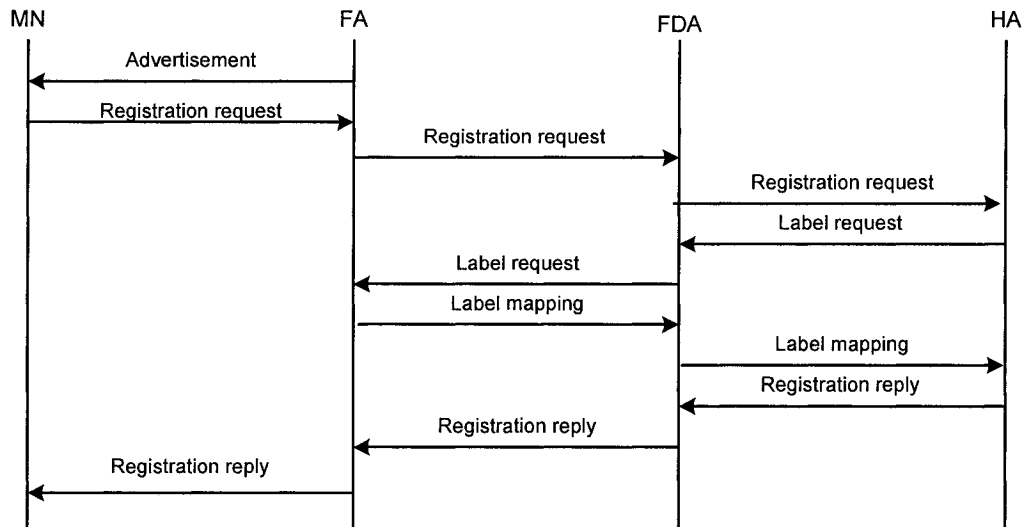 MN
FA
FDA
HA
Advertisement
Registration request
Registration request
Registration request
Label request
Label request
Label mapping
Label mapping
Registration reply
Registration reply
Registration reply